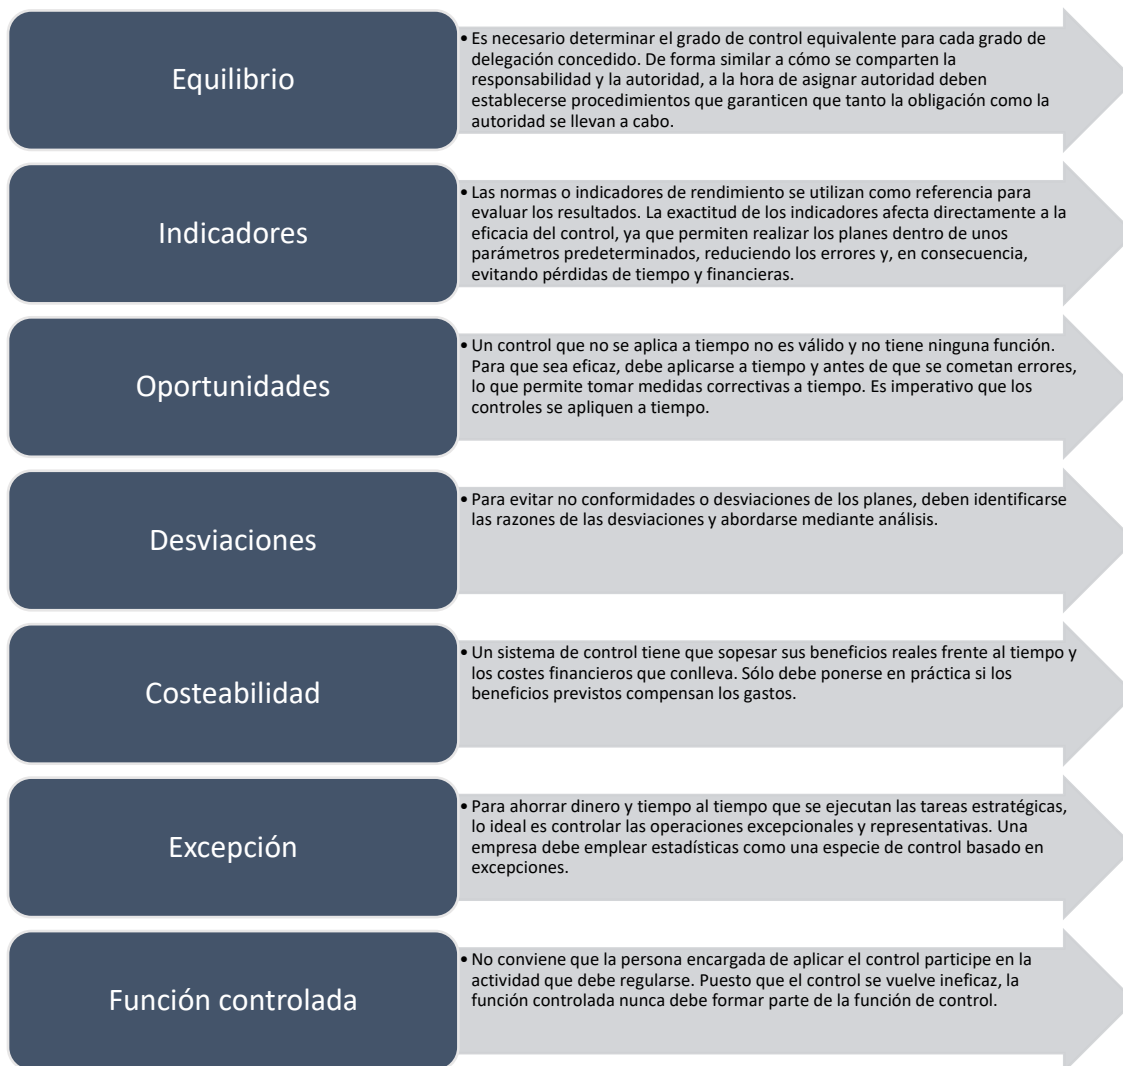 Equilibrio
• Es necesario determinar el grado de control equivalente para cada grado de
delegación concedido. De forma similar a cómo se comparten la
responsabilidad y la autoridad, a la hora de asignar autoridad deben
establecerse procedimientos que garanticen que tanto la obligación como la
autoridad se llevan a cabo.
Indicadores
• Las normas o indicadores de rendimiento se utilizan como referencia para
evaluar los resultados. La exactitud de los indicadores afecta directamente a la
eficacia del control, ya que permiten realizar los planes dentro de unos
parámetros predeterminados, reduciendo los errores y, en consecuencia,
evitando pérdidas de tiempo y financieras.
Oportunidades
• Un control que no se aplica a tiempo no es válido y no tiene ninguna función.
Para que sea eficaz, debe aplicarse a tiempo y antes de que se cometan errores,
lo que permite tomar medidas correctivas a tiempo. Es imperativo que los
controles se apliquen a tiempo.
Desviaciones
• Para evitar no conformidades o desviaciones de los planes, deben identificarse
las razones de las desviaciones y abordarse mediante análisis.
Costeabilidad
• Un sistema de control tiene que sopesar sus beneficios reales frente al tiempo y
los costes financieros que conlleva. Sólo debe ponerse en práctica si los
beneficios previstos compensan los gastos.
Excepción
• Para ahorrar dinero y tiempo al tiempo que se ejecutan las tareas estratégicas,
lo ideal es controlar las operaciones excepcionales y representativas. Una
empresa debe emplear estadísticas como una especie de control basado en
excepciones.
Función controlada
• No conviene que la persona encargada de aplicar el control participe en la
actividad que debe regularse. Puesto que el control se vuelve ineficaz, la
función controlada nunca debe formar parte de la función de control.